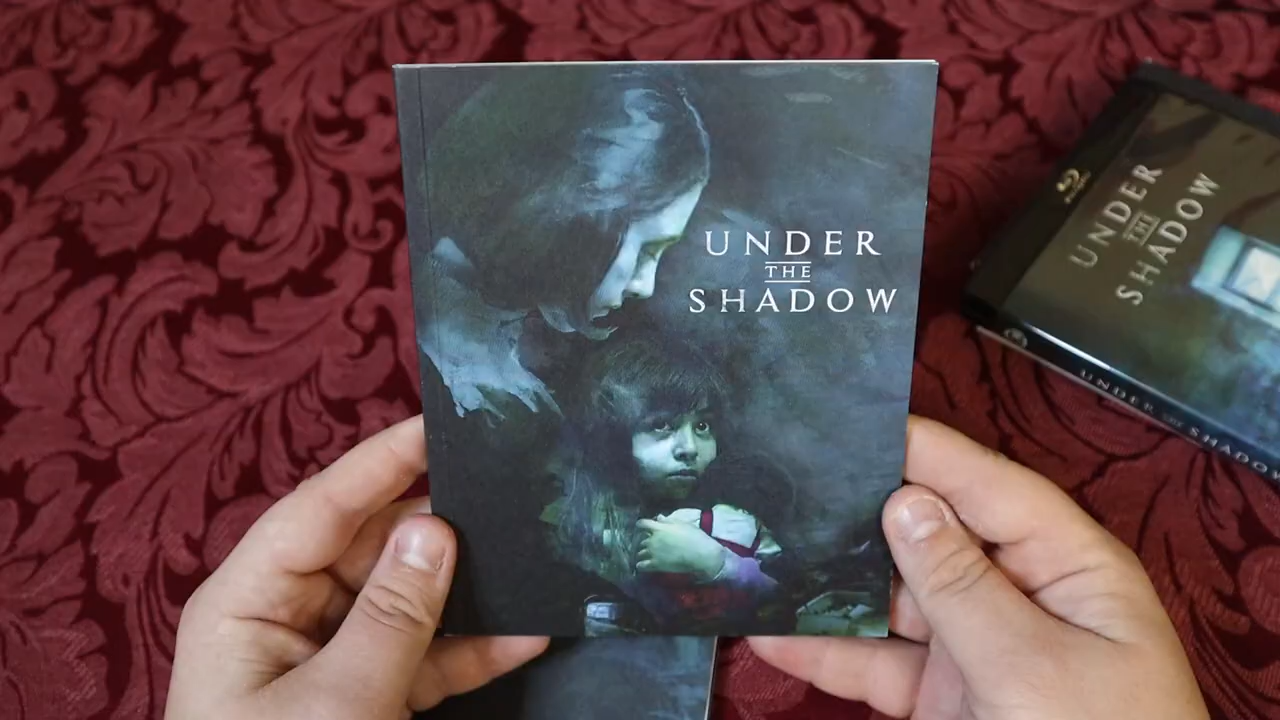 UNDER
THE
SHADOW
UNDER
THE
SHADOW
UNDER THE SHADOW